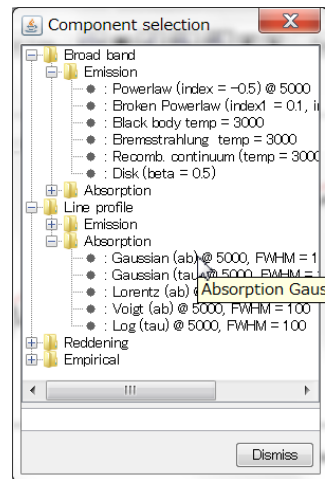 Component selection
Broad band
Emission
: Powerlaw (index = -0.5) @ 5000
: Broken Powerlaw (index1 = 0.1, i
: Black body temp = 3000
: Bremsstrahlung temp = 3000
: Recomb. continuum (temp = 3000
: Disk (beta = 0.5)
Absorption
Line profile
Emission
Absorption
: Gaussian (ab) @ 5000, FWHM = 1
: Gaussian (tau) @ 5000, FWHM =
: Lorentz (ab)
Absorption Gaus
: Voigt (ab) @ 5000, FWHM = 100
: Log (tau) @ 5000, FWHM = 100
Reddening
Empirical
Dismiss